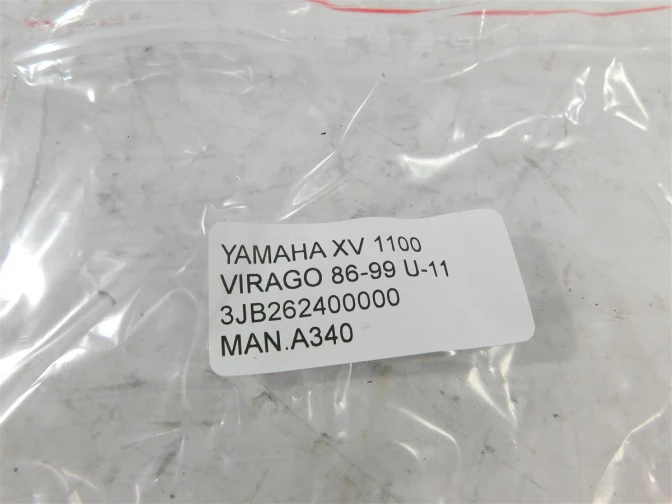 YAMAHA XV 1100
VIRAGO 86-99 U-11
3JB262400000
MAN.A340